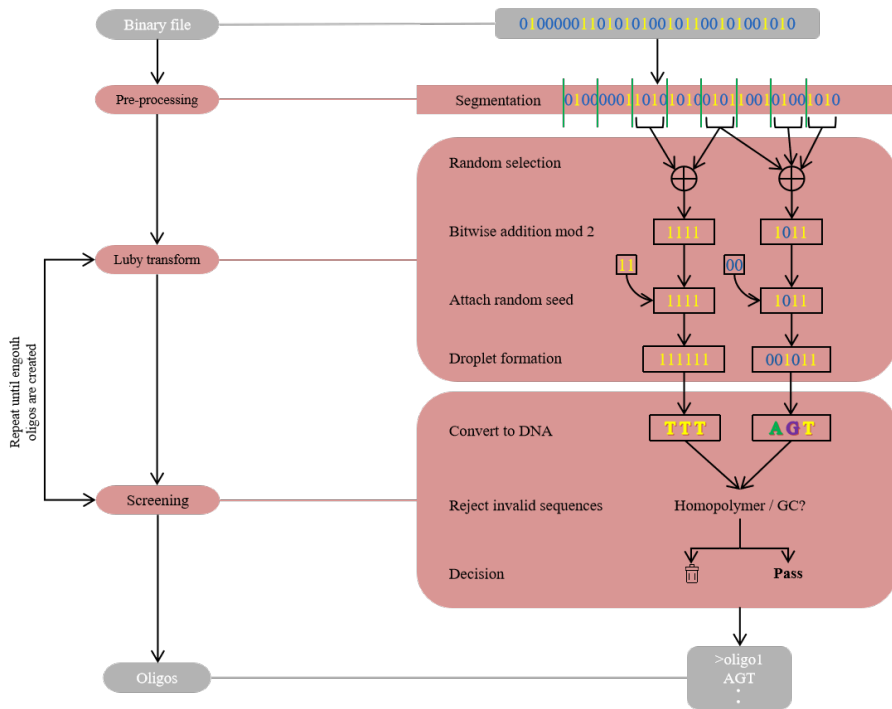 Binary file
01000001101010100101100101001010
Pre-processing
Segmentation
01000001101010100101100101001010
Random selection
Luby transform
Bitwise addition mod 2
1111
1011
11
00
Attach random seed
1111
1011
Droplet formation
111111
001011
Repeat until engouh
oligos are created
Screening
Convert to DNA
TTT
AGT
Reject invalid sequences
Homopolymer / GC?
Decision
Pass
Oligos
>oligo1
AGT